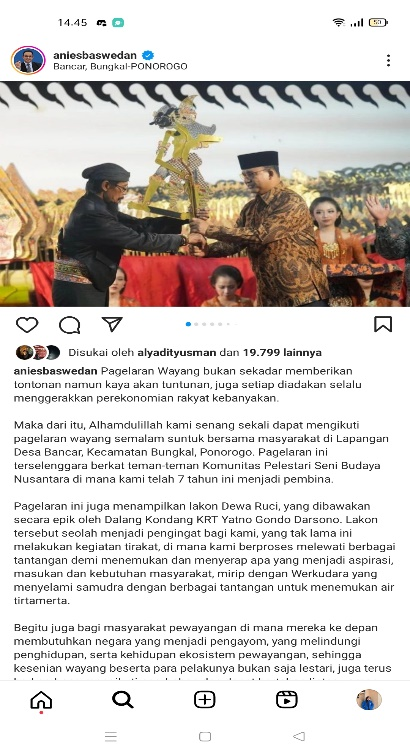 14.45
50
aniesbaswedan
Bancar, Bungkal-PONOROGO
Disukai oleh alyadityusman dan 19.799 lainnya
aniesbaswedan Pagelaran Wayang bukan sekadar memberikan
tontonan namun kaya akan tuntunan, juga setiap diadakan selalu
menggerakkan perekonomian rakyat kebanyakan.
Maka dari itu, Alhamdulillah kami senang sekali dapat mengikuti
pagelaran wayang semalam suntuk bersama masyarakat di Lapangan
Desa Bancar, Kecamatan Bungkal, Ponorogo. Pagelaran ini
terselenggara berkat teman-teman Komunitas Pelestari Seni Budaya
Nusantara di mana kami telah 7 tahun ini menjadi pembina.
Pagelaran ini juga menampilkan lakon Dewa Ruci, yang dibawakan
secara epik oleh Dalang Kondang KRT Yatno Gondo Darsono. Lakon
tersebut seolah menjadi pengingat bagi kami, yang tak lama ini
melakukan kegiatan tirakat, di mana kami berproses melewati berbagai
tantangan demi menemukan dan menyerap apa yang menjadi aspirasi,
masukan dan kebutuhan masyarakat, mirip dengan Werkudara yang
menyelami samudra dengan berbagai tantangan untuk menemukan air
tirtamerta.
Begitu juga bagi masyarakat pewayangan di mana mereka ke depan
membutuhkan negara yang menjadi pengayom, yang melindungi
penghidupan, serta kehidupan ekosistem pewayangan, sehingga
kesenian wayang beserta para pelakunya bukan saja lestari, juga terus